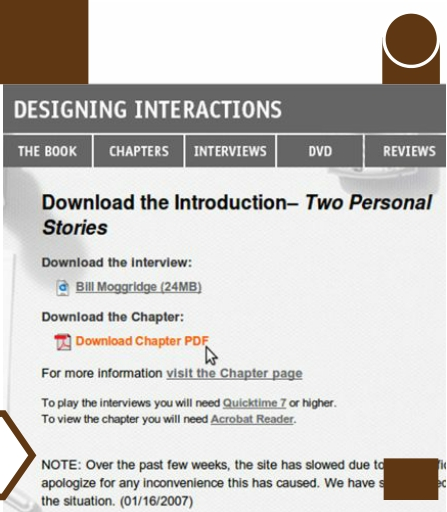 DESIGNING INTERACTIONS
THE BOOK CHAPTERS INTERVIEWS DVD REVIEWS
Download the Introduction– Two Personal
Stories
Download the interview:
Bill Moggridge (24MB)
Download the Chapter:
Download Chapter PDF
For more information visit the Chapter page
To play the interviews you will need Quicktime 7 or higher.
To view the chapter you will need Acrobat Reader.
NOTE: Over the past few weeks, the site has slowed due
apologize for any inconvenience this has caused. We have
the situation. (01/16/2007)